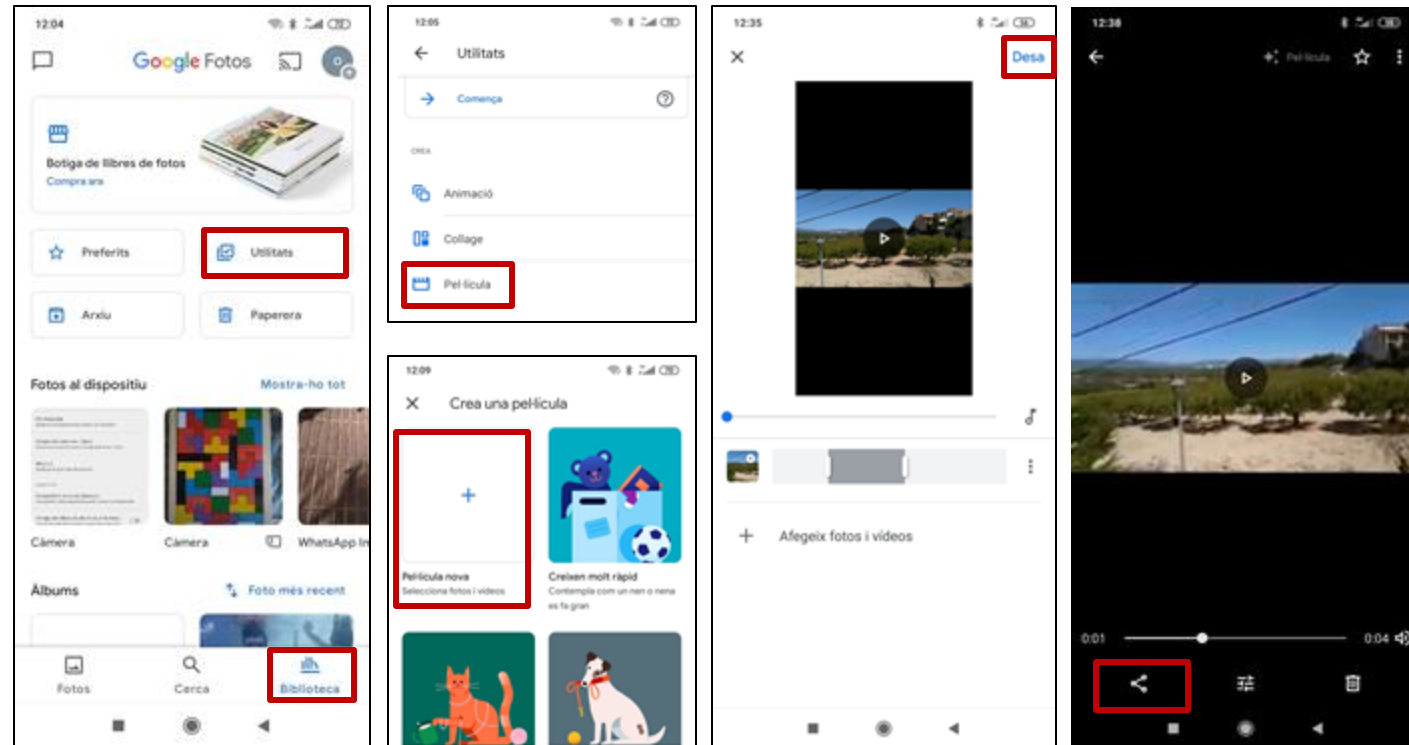 12:04
Google Fotos
Botiga de llibres de fotos
Compra ara
Preferits
Utilitats
Arxiu
Paperera
Fotos al dispositiu
Mostra-ho tot
Càmera
Càmera
WhatsApp Im
Àlbums
Foto més recent
Fotos
Cerca
Biblioteca
12:05
Utilitats
Comença
CREA
Animació
Collage
Pel·lícula
12:09
Crea una pel·lícula
Pel·lícula nova
Selecciona fotos i vídeos
Creixen molt ràpid
Contempla com un nen o nena
es fa gran
12:35
Desa
Afegeix fotos i vídeos
12:38
Pel·lícula
0:01
0:04